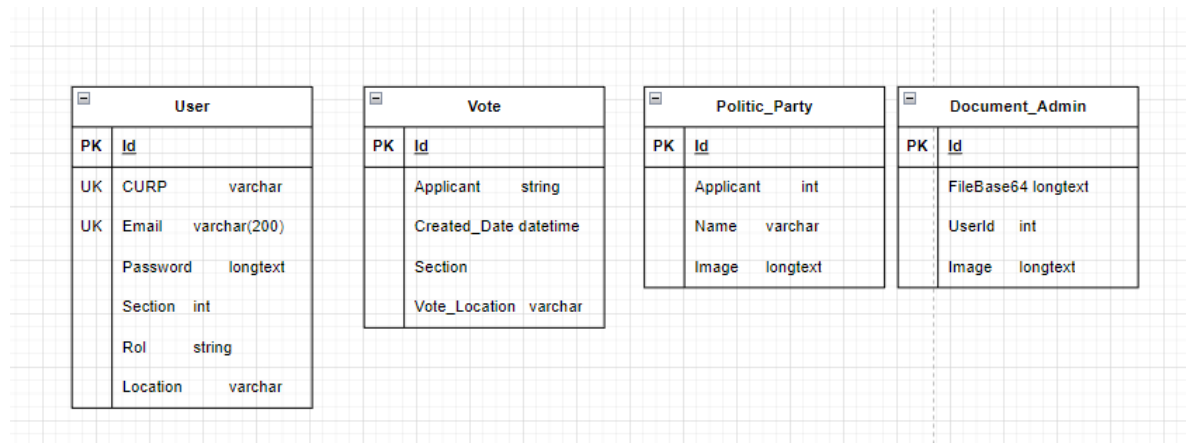 User
PK Id
UK CURP varchar
UK Email varchar(200)
Password longtext
Section int
Rol string
Location varchar
Vote
PK Id
Applicant string
Created_Date datetime
Section
Vote_Location varchar
Politic_Party
PK Id
Applicant int
Name varchar
Image longtext
Document_Admin
PK Id
FileBase64 longtext
UserId int
Image longtext